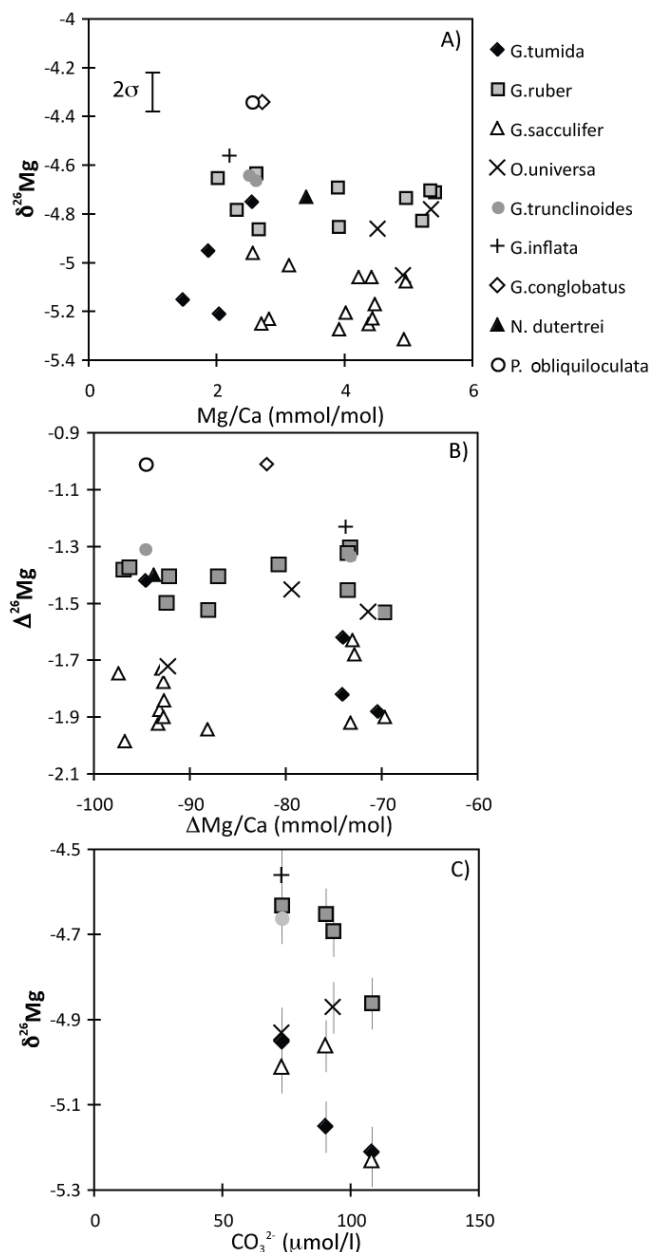 A)
-4
-4.2
-4.4
-4.6
-4.8
-5
-5.2
-5.4
2σ
δ²⁶Mg
0 2 4 6
Mg/Ca (mmol/mol)
G.tumida
G.ruber
G.sacculifer
O.universa
G.trunclinoides
G.inflata
G.conglobatus
N. dutertrei
P. obliquiloculata
B)
-0.9
-1.1
-1.3
-1.5
-1.7
-1.9
-2.1
Δ²⁶Mg
-100 -90 -80 -70 -60
ΔMg/Ca (mmol/mol)
C)
-4.5
-4.7
-4.9
-5.1
-5.3
δ²⁶Mg
0 50 100 150
CO₃²⁻ (µmol/l)